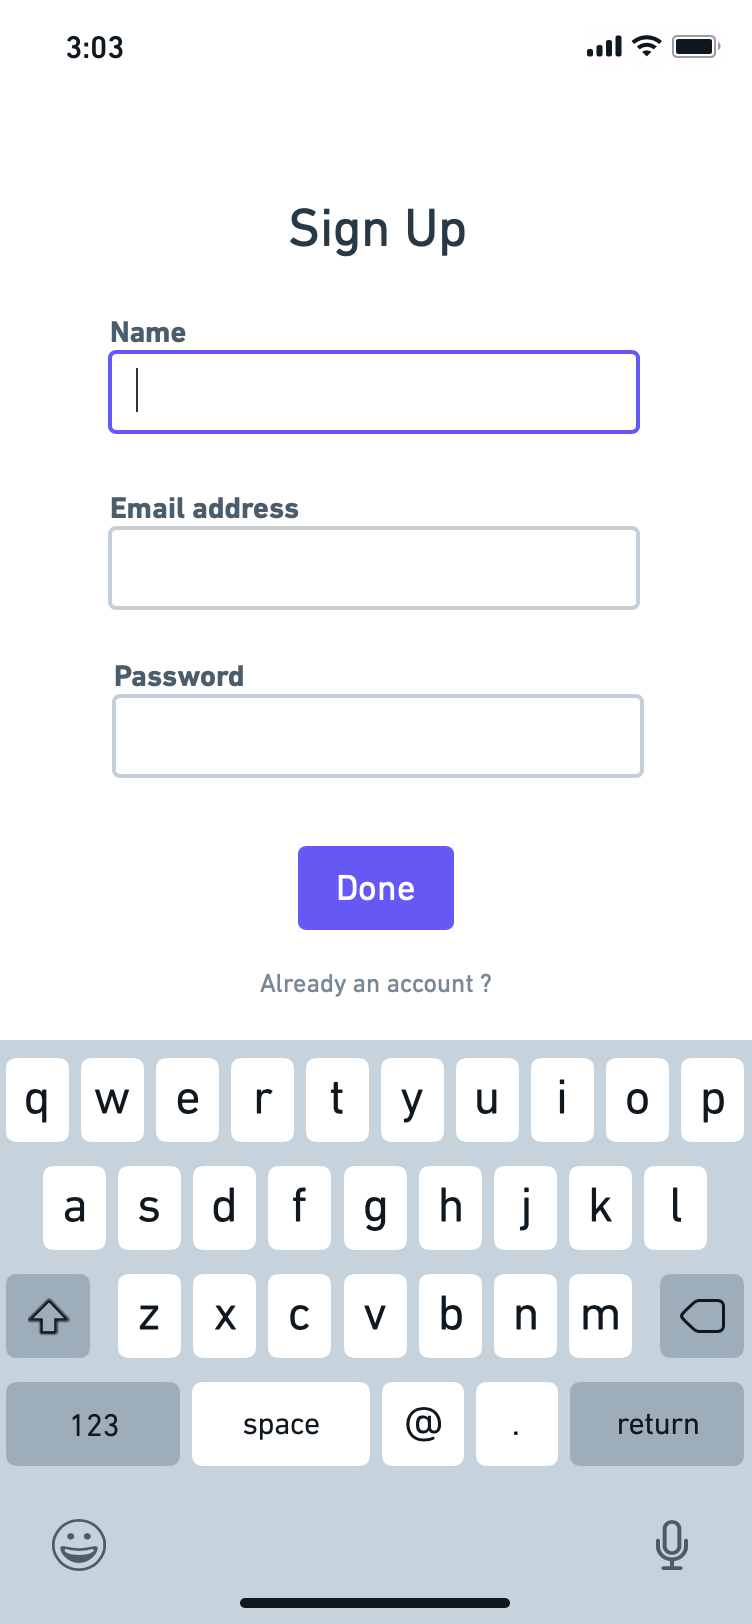 3:03
Sign Up
Name
Email address
Password
Done
Already an account ?
q w e r t y u i o p
a s d f g h j k l
z x c v b n m
123 space @ . return